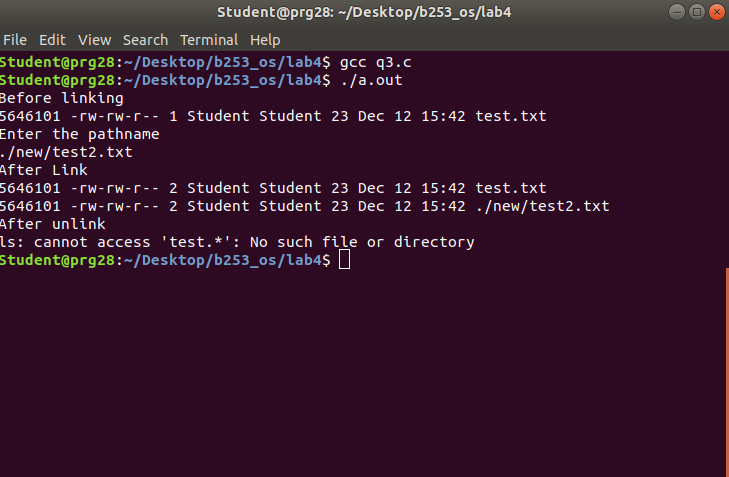 Student@prg28: ~/Desktop/b253_os/lab4
File Edit View Search Terminal Help
Student@prg28:~/Desktop/b253_os/lab4$ gcc q3.c
Student@prg28:~/Desktop/b253_os/lab4$ ./a.out
Before linking
5646101 -rw-rw-r-- 1 Student Student 23 Dec 12 15:42 test.txt
Enter the pathname
./new/test2.txt
After Link
5646101 -rw-rw-r-- 2 Student Student 23 Dec 12 15:42 test.txt
5646101 -rw-rw-r-- 2 Student Student 23 Dec 12 15:42 ./new/test2.txt
After unlink
ls: cannot access 'test.*': No such file or directory
Student@prg28:~/Desktop/b253_os/lab4$